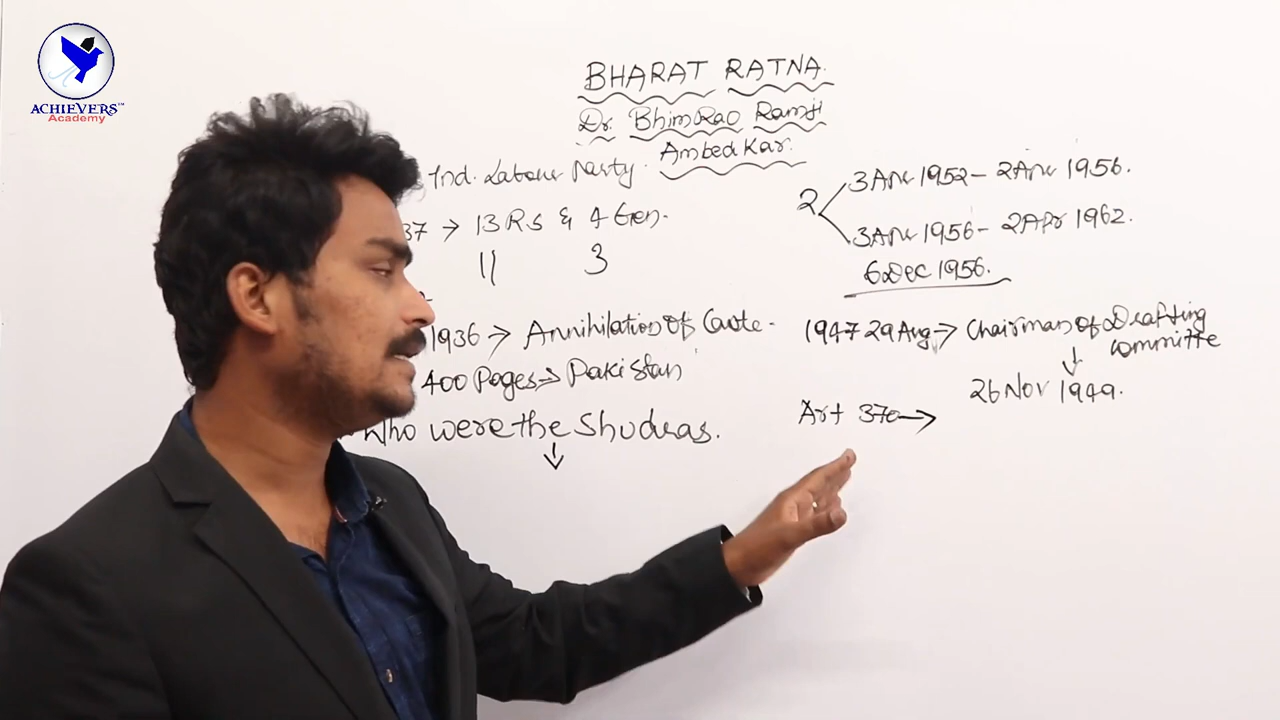 ACHIEVERS™
Academy
BHARAT RATNA.
Dr. BhimRao Ramji
Ambedkar.
Ind. Labour Party.
37 → 13 R.S & 4 Gen.
11 3
1936 → Annihilation Of Caste -
400 Pages → Pakistan
Who were the Shudras.
2
3 Apr 1952 - 2 Apr 1956.
3 Apr 1956 - 2 Apr 1962.
6 Dec 1956.
1947 29 Aug → Chairman Of Drafting
Committe
26 Nov 1949.
Art 370 →